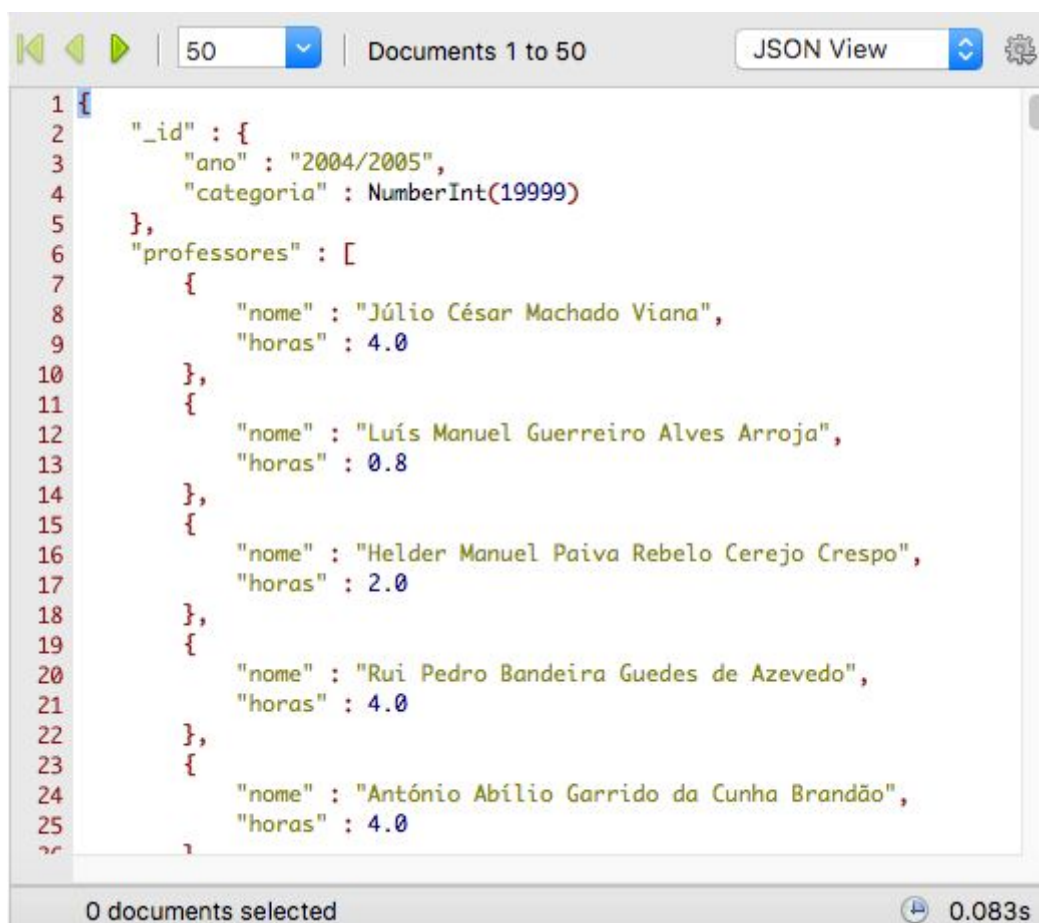 50 Documents 1 to 50 JSON View
1 {
2 "_id" : {
3 "ano" : "2004/2005",
4 "categoria" : NumberInt(19999)
5 },
6 "professores" : [
7 {
8 "nome" : "Júlio César Machado Viana",
9 "horas" : 4.0
10 },
11 {
12 "nome" : "Luís Manuel Guerreiro Alves Arroja",
13 "horas" : 0.8
14 },
15 {
16 "nome" : "Helder Manuel Paiva Rebelo Cerejo Crespo",
17 "horas" : 2.0
18 },
19 {
20 "nome" : "Rui Pedro Bandeira Guedes de Azevedo",
21 "horas" : 4.0
22 },
23 {
24 "nome" : "António Abílio Garrido da Cunha Brandão",
25 "horas" : 4.0
0 documents selected 0.083s